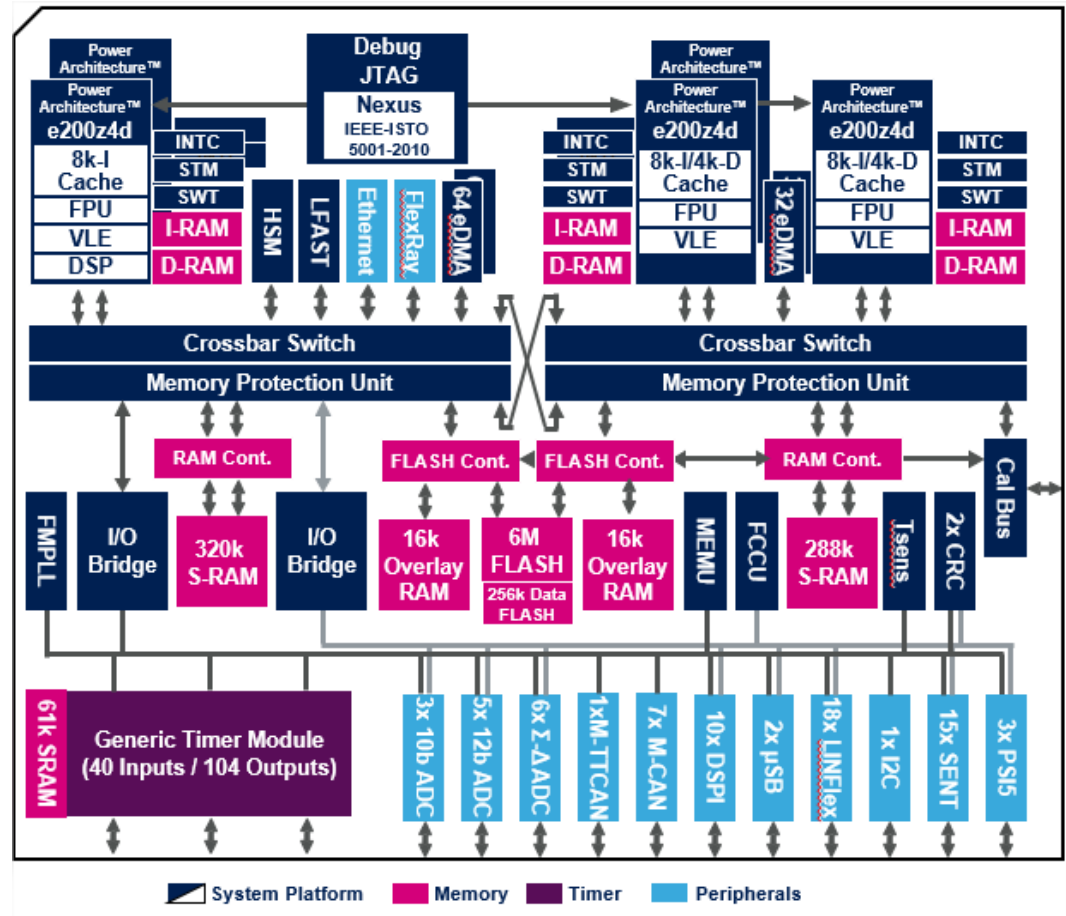 Power
Architecture™
Power
Architecture™
e200z4d
8k-I
Cache
FPU
VLE
DSP
INTC
STM
SWT
I-RAM
D-RAM
Debug
JTAG
Nexus
IEEE-ISTO
5001-2010
HSM
LFAST
Ethernet
FlexRay
64 eDMA
INTC
STM
SWT
I-RAM
D-RAM
Power
Architecture™
Power
Architecture™
e200z4d
8k-I/4k-D
Cache
FPU
VLE
32 eDMA
Power
Architecture™
e200z4d
8k-I/4k-D
Cache
FPU
VLE
INTC
STM
SWT
I-RAM
D-RAM
Crossbar Switch
Memory Protection Unit
Crossbar Switch
Memory Protection Unit
RAM Cont.
FLASH Cont.
FLASH Cont.
RAM Cont.
Cal Bus
FMPLL
I/O
Bridge
320k
S-RAM
I/O
Bridge
16k
Overlay
RAM
6M
FLASH
256k Data
FLASH
16k
Overlay
RAM
MEMU
FCCU
288k
S-RAM
Tsens
2x CRC
61k SRAM
Generic Timer Module
(40 Inputs / 104 Outputs)
3x 10b ADC
5x 12b ADC
6x Σ-Δ ADC
1xM-TTCAN
7x M-CAN
10x DSPI
2x µSB
18x LINFlex
1x I2C
15x SENT
3x PSI5
System Platform
Memory
Timer
Peripherals